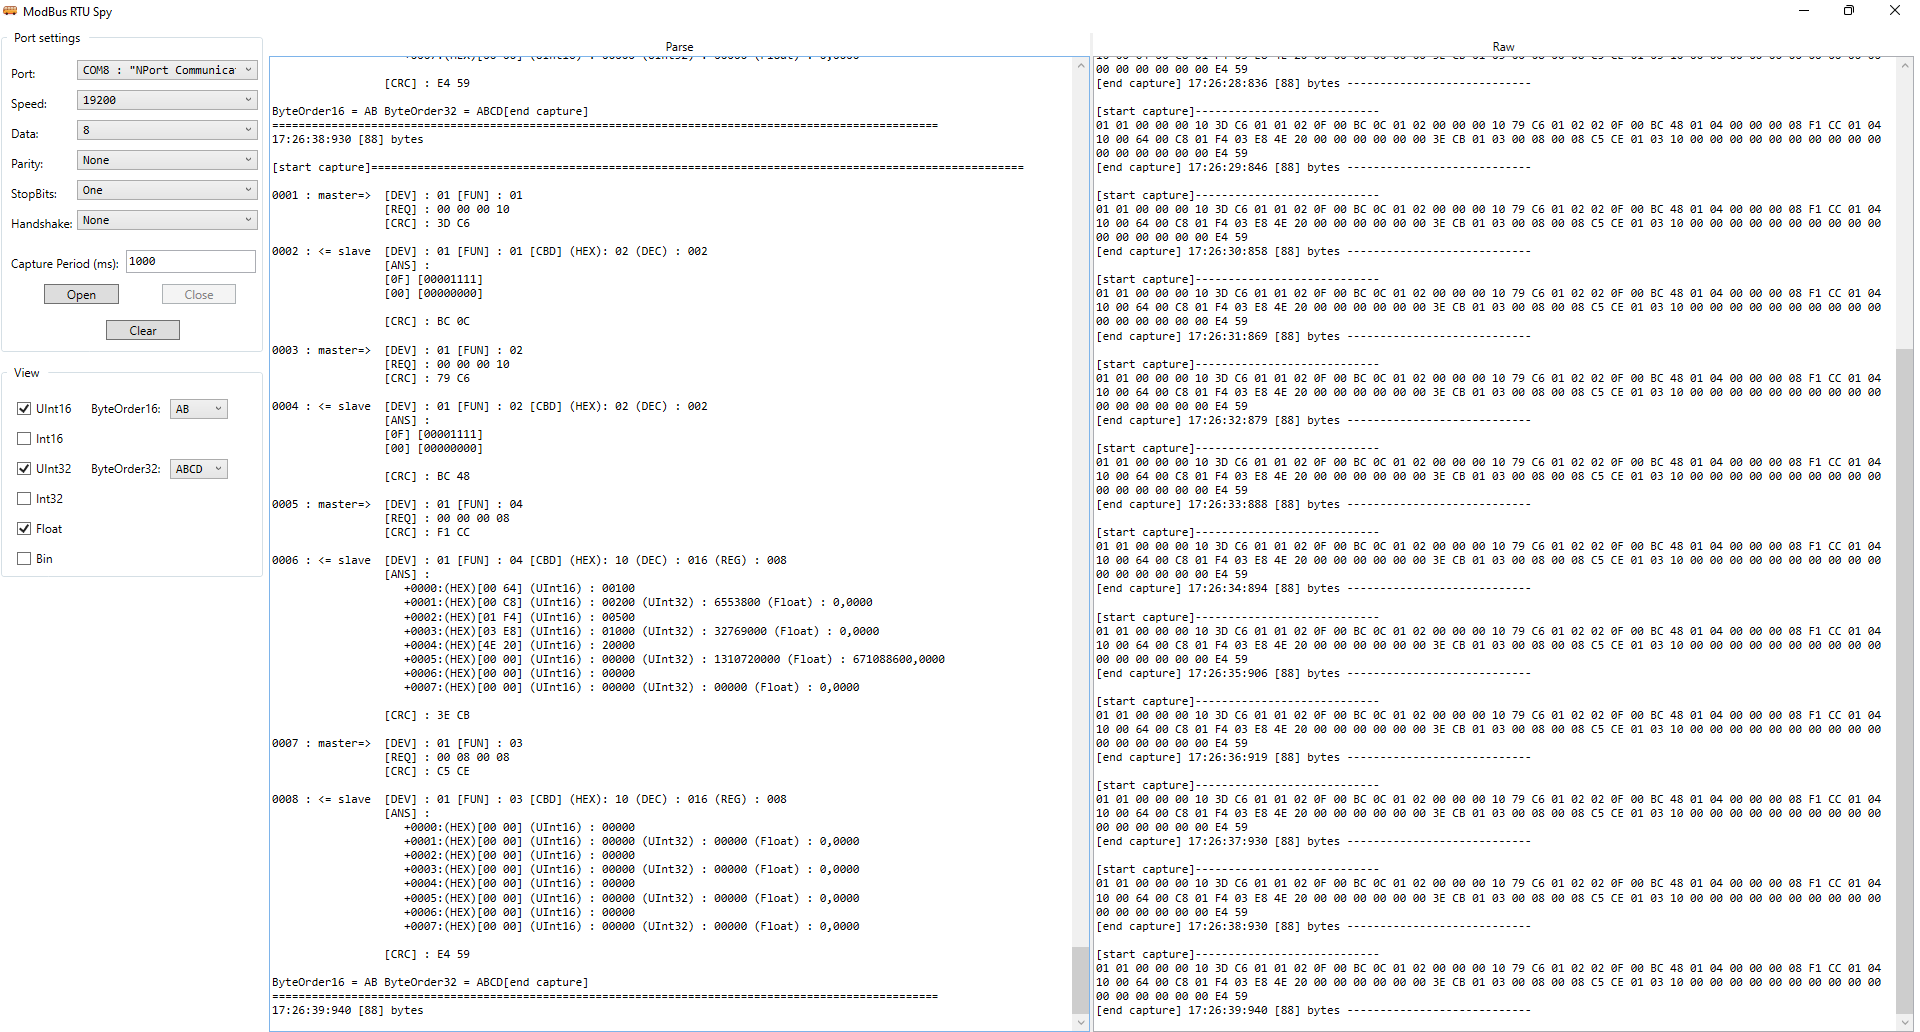 ModBus RTU Spy
Port settings
Port: COM8 : "NPort Communica
Speed: 19200
Data: 8
Parity: None
StopBits: One
Handshake: None
Capture Period (ms): 1000
Open Close
Clear
View
UInt16 ByteOrder16: AB
Int16
UInt32 ByteOrder32: ABCD
Int32
Float
Bin
Parse
[CRC] : E4 59
ByteOrder16 = AB ByteOrder32 = ABCD[end capture]
=====================================================================================================
17:26:38:930 [88] bytes
[start capture]===================================================================================================
0001 : master=> [DEV] : 01 [FUN] : 01
[REQ] : 00 00 00 10
[CRC] : 3D C6
0002 : <= slave [DEV] : 01 [FUN] : 01 [CBD] (HEX): 02 (DEC) : 002
[ANS] :
[0F] [00001111]
[00] [00000000]
[CRC] : BC 0C
0003 : master=> [DEV] : 01 [FUN] : 02
[REQ] : 00 00 00 10
[CRC] : 79 C6
0004 : <= slave [DEV] : 01 [FUN] : 02 [CBD] (HEX): 02 (DEC) : 002
[ANS] :
[0F] [00001111]
[00] [00000000]
[CRC] : BC 48
0005 : master=> [DEV] : 01 [FUN] : 04
[REQ] : 00 00 00 08
[CRC] : F1 CC
0006 : <= slave [DEV] : 01 [FUN] : 04 [CBD] (HEX): 10 (DEC) : 016 (REG) : 008
[ANS] :
+0000:(HEX)[00 64] (UInt16) : 00100
+0001:(HEX)[00 C8] (UInt16) : 00200 (UInt32) : 6553800 (Float) : 0,0000
+0002:(HEX)[01 F4] (UInt16) : 00500
+0003:(HEX)[03 E8] (UInt16) : 01000 (UInt32) : 32769000 (Float) : 0,0000
+0004:(HEX)[4E 20] (UInt16) : 20000
+0005:(HEX)[00 00] (UInt16) : 00000 (UInt32) : 1310720000 (Float) : 671088600,0000
+0006:(HEX)[00 00] (UInt16) : 00000
+0007:(HEX)[00 00] (UInt16) : 00000 (UInt32) : 00000 (Float) : 0,0000
[CRC] : 3E CB
0007 : master=> [DEV] : 01 [FUN] : 03
[REQ] : 00 08 00 08
[CRC] : C5 CE
0008 : <= slave [DEV] : 01 [FUN] : 03 [CBD] (HEX): 10 (DEC) : 016 (REG) : 008
[ANS] :
+0000:(HEX)[00 00] (UInt16) : 00000
+0001:(HEX)[00 00] (UInt16) : 00000 (UInt32) : 00000 (Float) : 0,0000
+0002:(HEX)[00 00] (UInt16) : 00000
+0003:(HEX)[00 00] (UInt16) : 00000 (UInt32) : 00000 (Float) : 0,0000
+0004:(HEX)[00 00] (UInt16) : 00000
+0005:(HEX)[00 00] (UInt16) : 00000 (UInt32) : 00000 (Float) : 0,0000
+0006:(HEX)[00 00] (UInt16) : 00000
+0007:(HEX)[00 00] (UInt16) : 00000 (UInt32) : 00000 (Float) : 0,0000
[CRC] : E4 59
ByteOrder16 = AB ByteOrder32 = ABCD[end capture]
=====================================================================================================
17:26:39:940 [88] bytes
Raw
00 00 00 00 00 00 E4 59
[end capture] 17:26:28:836 [88] bytes ----------------------------
[start capture]----------------------------
01 01 00 00 00 10 3D C6 01 01 02 0F 00 BC 0C 01 02 00 00 00 10 79 C6 01 02 02 0F 00 BC 48 01 04 00 00 00 08 F1 CC 01 04
10 00 64 00 C8 01 F4 03 E8 4E 20 00 00 00 00 00 00 3E CB 01 03 00 08 00 08 C5 CE 01 03 10 00 00 00 00 00 00 00 00 00 00
00 00 00 00 00 00 E4 59
[end capture] 17:26:29:846 [88] bytes ----------------------------
[start capture]----------------------------
01 01 00 00 00 10 3D C6 01 01 02 0F 00 BC 0C 01 02 00 00 00 10 79 C6 01 02 02 0F 00 BC 48 01 04 00 00 00 08 F1 CC 01 04
10 00 64 00 C8 01 F4 03 E8 4E 20 00 00 00 00 00 00 3E CB 01 03 00 08 00 08 C5 CE 01 03 10 00 00 00 00 00 00 00 00 00 00
00 00 00 00 00 00 E4 59
[end capture] 17:26:30:858 [88] bytes ----------------------------
[start capture]----------------------------
01 01 00 00 00 10 3D C6 01 01 02 0F 00 BC 0C 01 02 00 00 00 10 79 C6 01 02 02 0F 00 BC 48 01 04 00 00 00 08 F1 CC 01 04
10 00 64 00 C8 01 F4 03 E8 4E 20 00 00 00 00 00 00 3E CB 01 03 00 08 00 08 C5 CE 01 03 10 00 00 00 00 00 00 00 00 00 00
00 00 00 00 00 00 E4 59
[end capture] 17:26:31:869 [88] bytes ----------------------------
[start capture]----------------------------
01 01 00 00 00 10 3D C6 01 01 02 0F 00 BC 0C 01 02 00 00 00 10 79 C6 01 02 02 0F 00 BC 48 01 04 00 00 00 08 F1 CC 01 04
10 00 64 00 C8 01 F4 03 E8 4E 20 00 00 00 00 00 00 3E CB 01 03 00 08 00 08 C5 CE 01 03 10 00 00 00 00 00 00 00 00 00 00
00 00 00 00 00 00 E4 59
[end capture] 17:26:32:879 [88] bytes ----------------------------
[start capture]----------------------------
01 01 00 00 00 10 3D C6 01 01 02 0F 00 BC 0C 01 02 00 00 00 10 79 C6 01 02 02 0F 00 BC 48 01 04 00 00 00 08 F1 CC 01 04
10 00 64 00 C8 01 F4 03 E8 4E 20 00 00 00 00 00 00 3E CB 01 03 00 08 00 08 C5 CE 01 03 10 00 00 00 00 00 00 00 00 00 00
00 00 00 00 00 00 E4 59
[end capture] 17:26:33:888 [88] bytes ----------------------------
[start capture]----------------------------
01 01 00 00 00 10 3D C6 01 01 02 0F 00 BC 0C 01 02 00 00 00 10 79 C6 01 02 02 0F 00 BC 48 01 04 00 00 00 08 F1 CC 01 04
10 00 64 00 C8 01 F4 03 E8 4E 20 00 00 00 00 00 00 3E CB 01 03 00 08 00 08 C5 CE 01 03 10 00 00 00 00 00 00 00 00 00 00
00 00 00 00 00 00 E4 59
[end capture] 17:26:34:894 [88] bytes ----------------------------
[start capture]----------------------------
01 01 00 00 00 10 3D C6 01 01 02 0F 00 BC 0C 01 02 00 00 00 10 79 C6 01 02 02 0F 00 BC 48 01 04 00 00 00 08 F1 CC 01 04
10 00 64 00 C8 01 F4 03 E8 4E 20 00 00 00 00 00 00 3E CB 01 03 00 08 00 08 C5 CE 01 03 10 00 00 00 00 00 00 00 00 00 00
00 00 00 00 00 00 E4 59
[end capture] 17:26:35:906 [88] bytes ----------------------------
[start capture]----------------------------
01 01 00 00 00 10 3D C6 01 01 02 0F 00 BC 0C 01 02 00 00 00 10 79 C6 01 02 02 0F 00 BC 48 01 04 00 00 00 08 F1 CC 01 04
10 00 64 00 C8 01 F4 03 E8 4E 20 00 00 00 00 00 00 3E CB 01 03 00 08 00 08 C5 CE 01 03 10 00 00 00 00 00 00 00 00 00 00
00 00 00 00 00 00 E4 59
[end capture] 17:26:36:919 [88] bytes ----------------------------
[start capture]----------------------------
01 01 00 00 00 10 3D C6 01 01 02 0F 00 BC 0C 01 02 00 00 00 10 79 C6 01 02 02 0F 00 BC 48 01 04 00 00 00 08 F1 CC 01 04
10 00 64 00 C8 01 F4 03 E8 4E 20 00 00 00 00 00 00 3E CB 01 03 00 08 00 08 C5 CE 01 03 10 00 00 00 00 00 00 00 00 00 00
00 00 00 00 00 00 E4 59
[end capture] 17:26:37:930 [88] bytes ----------------------------
[start capture]----------------------------
01 01 00 00 00 10 3D C6 01 01 02 0F 00 BC 0C 01 02 00 00 00 10 79 C6 01 02 02 0F 00 BC 48 01 04 00 00 00 08 F1 CC 01 04
10 00 64 00 C8 01 F4 03 E8 4E 20 00 00 00 00 00 00 3E CB 01 03 00 08 00 08 C5 CE 01 03 10 00 00 00 00 00 00 00 00 00 00
00 00 00 00 00 00 E4 59
[end capture] 17:26:38:930 [88] bytes ----------------------------
[start capture]----------------------------
01 01 00 00 00 10 3D C6 01 01 02 0F 00 BC 0C 01 02 00 00 00 10 79 C6 01 02 02 0F 00 BC 48 01 04 00 00 00 08 F1 CC 01 04
10 00 64 00 C8 01 F4 03 E8 4E 20 00 00 00 00 00 00 3E CB 01 03 00 08 00 08 C5 CE 01 03 10 00 00 00 00 00 00 00 00 00 00
00 00 00 00 00 00 E4 59
[end capture] 17:26:39:940 [88] bytes ----------------------------